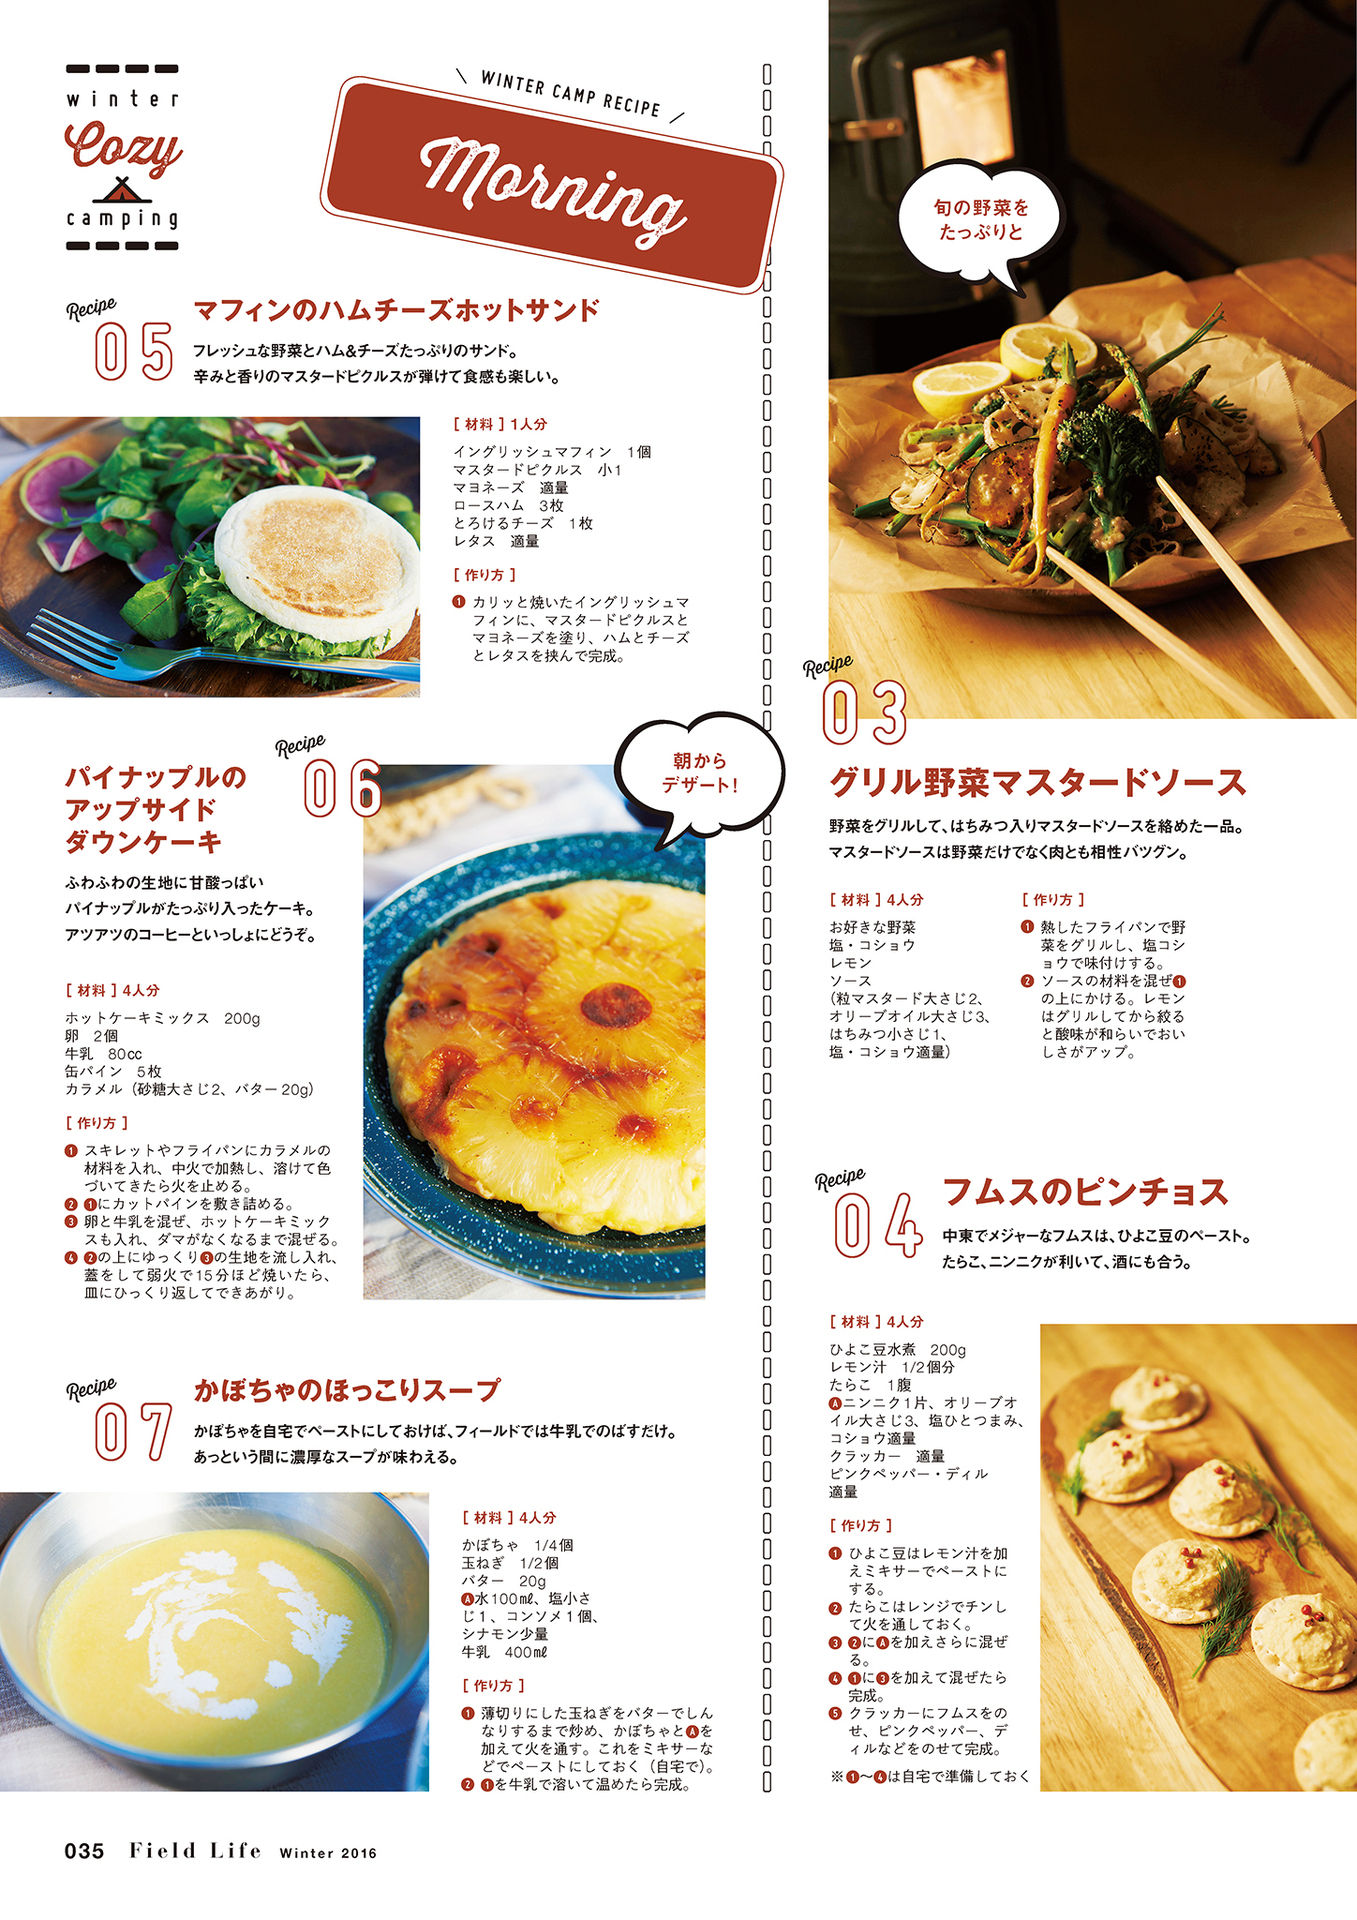 winter
Cozy
camping
WINTER CAMP RECIPE
Morning
Recipe
05
マフィンのハムチーズホットサンド
フレッシュな野菜とハム&チーズたっぷりのサンド。
辛みと香りのマスタードピクルスが弾けて食感も楽しい。
[ 材料 ] 1人分
イングリッシュマフィン　1個
マスタードピクルス　小1
マヨネーズ　適量
ロースハム　3枚
とろけるチーズ　1枚
レタス　適量
[ 作り方 ]
❶ カリッと焼いたイングリッシュマ
フィンに、マスタードピクルスと
マヨネーズを塗り、ハムとチーズ
とレタスを挟んで完成。
Recipe
06
パイナップルの
アップサイド
ダウンケーキ
ふわふわの生地に甘酸っぱい
パイナップルがたっぷり入ったケーキ。
アツアツのコーヒーといっしょにどうぞ。
朝から
デザート!
[ 材料 ] 4人分
ホットケーキミックス　200g
卵　2個
牛乳　80cc
缶パイン　5枚
カラメル（砂糖大さじ2、バター20g）
[ 作り方 ]
❶ スキレットやフライパンにカラメルの
材料を入れ、中火で加熱し、溶けて色
づいてきたら火を止める。
❷ ❶にカットパインを敷き詰める。
❸ 卵と牛乳を混ぜ、ホットケーキミック
スも入れ、ダマがなくなるまで混ぜる。
❹ ❷の上にゆっくり❸の生地を流し入れ、
蓋をして弱火で15分ほど焼いたら、
皿にひっくり返してできあがり。
Recipe
07
かぼちゃのほっこりスープ
かぼちゃを自宅でペーストにしておけば、フィールドでは牛乳でのばすだけ。
あっという間に濃厚なスープが味わえる。
[ 材料 ] 4人分
かぼちゃ　1/4個
玉ねぎ　1/2個
バター　20g
Ⓐ水100㎖、塩小さ
じ1、コンソメ1個、
シナモン少量
牛乳　400㎖
[ 作り方 ]
❶ 薄切りにした玉ねぎをバターでしん
なりするまで炒め、かぼちゃとⒶを
加えて火を通す。これをミキサーな
どでペーストにしておく（自宅で）。
❷ ❶を牛乳で溶いて温めたら完成。
旬の野菜を
たっぷりと
Recipe
03
グリル野菜マスタードソース
野菜をグリルして、はちみつ入りマスタードソースを絡めた一品。
マスタードソースは野菜だけでなく肉とも相性バツグン。
[ 材料 ] 4人分
お好きな野菜
塩・コショウ
レモン
ソース
（粒マスタード大さじ2、
オリーブオイル大さじ3、
はちみつ小さじ1、
塩・コショウ適量）
[ 作り方 ]
❶ 熱したフライパンで野
菜をグリルし、塩コシ
ョウで味付けする。
❷ ソースの材料を混ぜ❶
の上にかける。レモン
はグリルしてから絞る
と酸味が和らいでおい
しさがアップ。
Recipe
04
フムスのピンチョス
中東でメジャーなフムスは、ひよこ豆のペースト。
たらこ、ニンニクが利いて、酒にも合う。
[ 材料 ] 4人分
ひよこ豆水煮　200g
レモン汁　1/2個分
たらこ　1腹
Ⓐニンニク1片、オリーブオ
イル大さじ3、塩ひとつまみ、
コショウ適量
クラッカー　適量
ピンクペッパー・ディル
適量
[ 作り方 ]
❶ ひよこ豆はレモン汁を加
えミキサーでペーストに
する。
❷ たらこはレンジでチンし
て火を通しておく。
❸ ❷にⒶを加えさらに混ぜ
る。
❹ ❶に❸を加えて混ぜたら
完成。
❺ クラッカーにフムスをの
せ、ピンクペッパー、デ
ィルなどをのせて完成。
※❶〜❹は自宅で準備しておく
035 Field Life Winter 2016